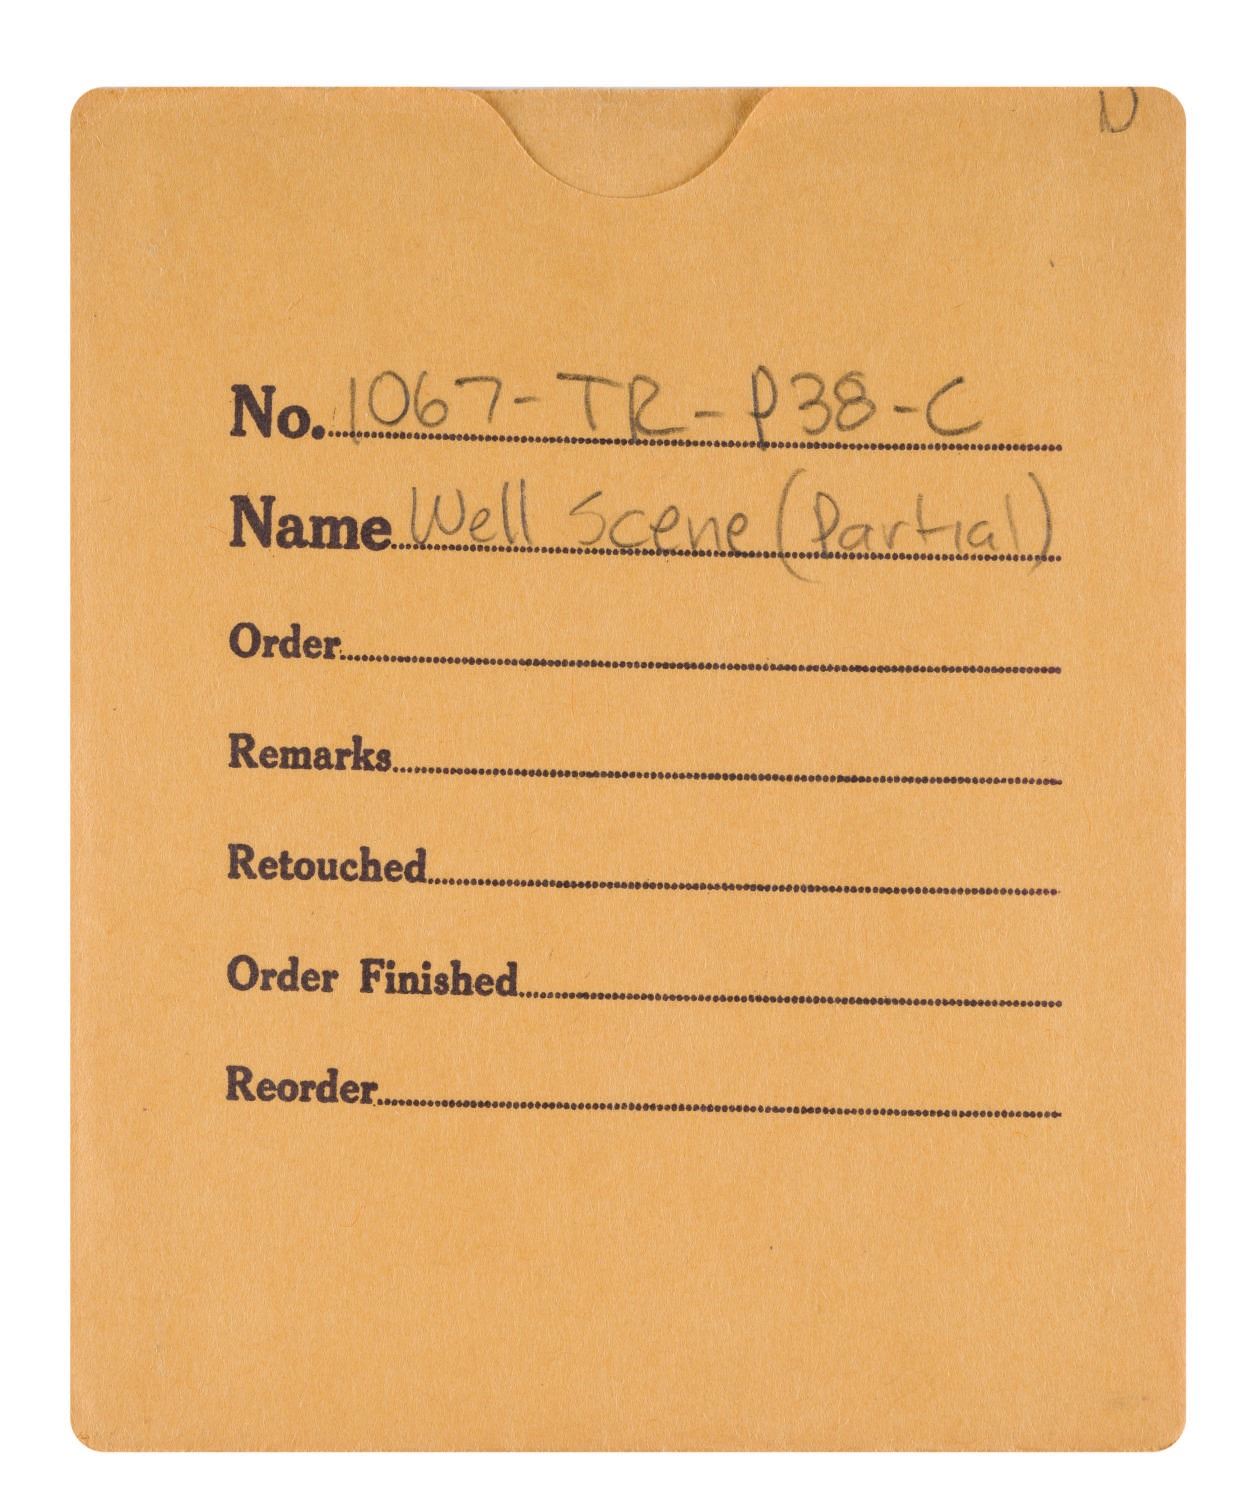 N
No. 1067-TR-P38-C
Name Well Scene (Partial)
Order
Remarks
Retouched
Order Finished
Reorder